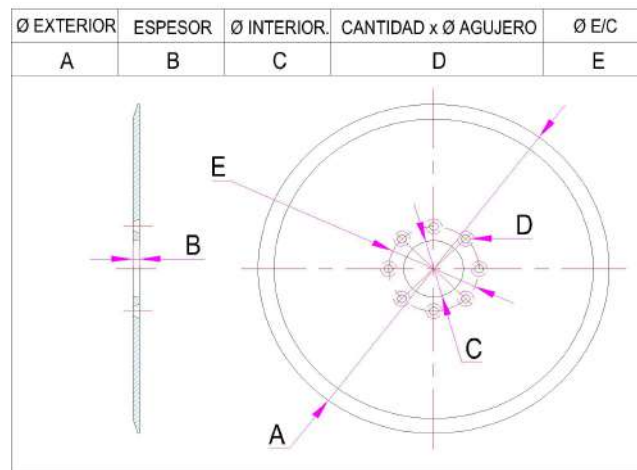 Ø EXTERIOR ESPESOR Ø INTERIOR. CANTIDAD x Ø AGUJERO Ø E/C
A B C D E
E
D
B
C
A